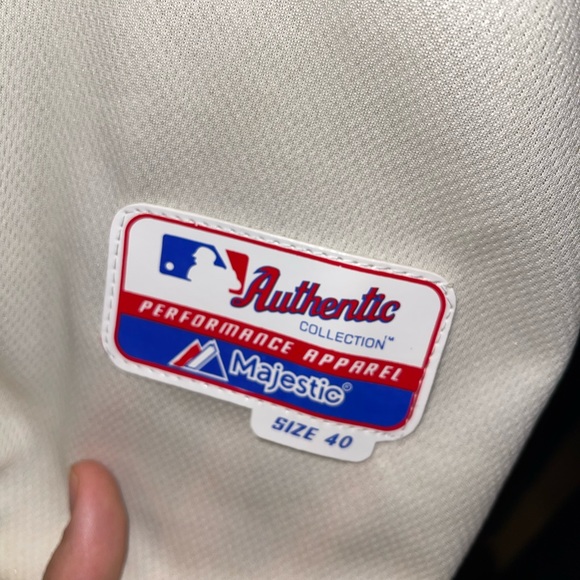 Authentic
COLLECTION™
PERFORMANCE APPAREL
Majestic®
SIZE 40